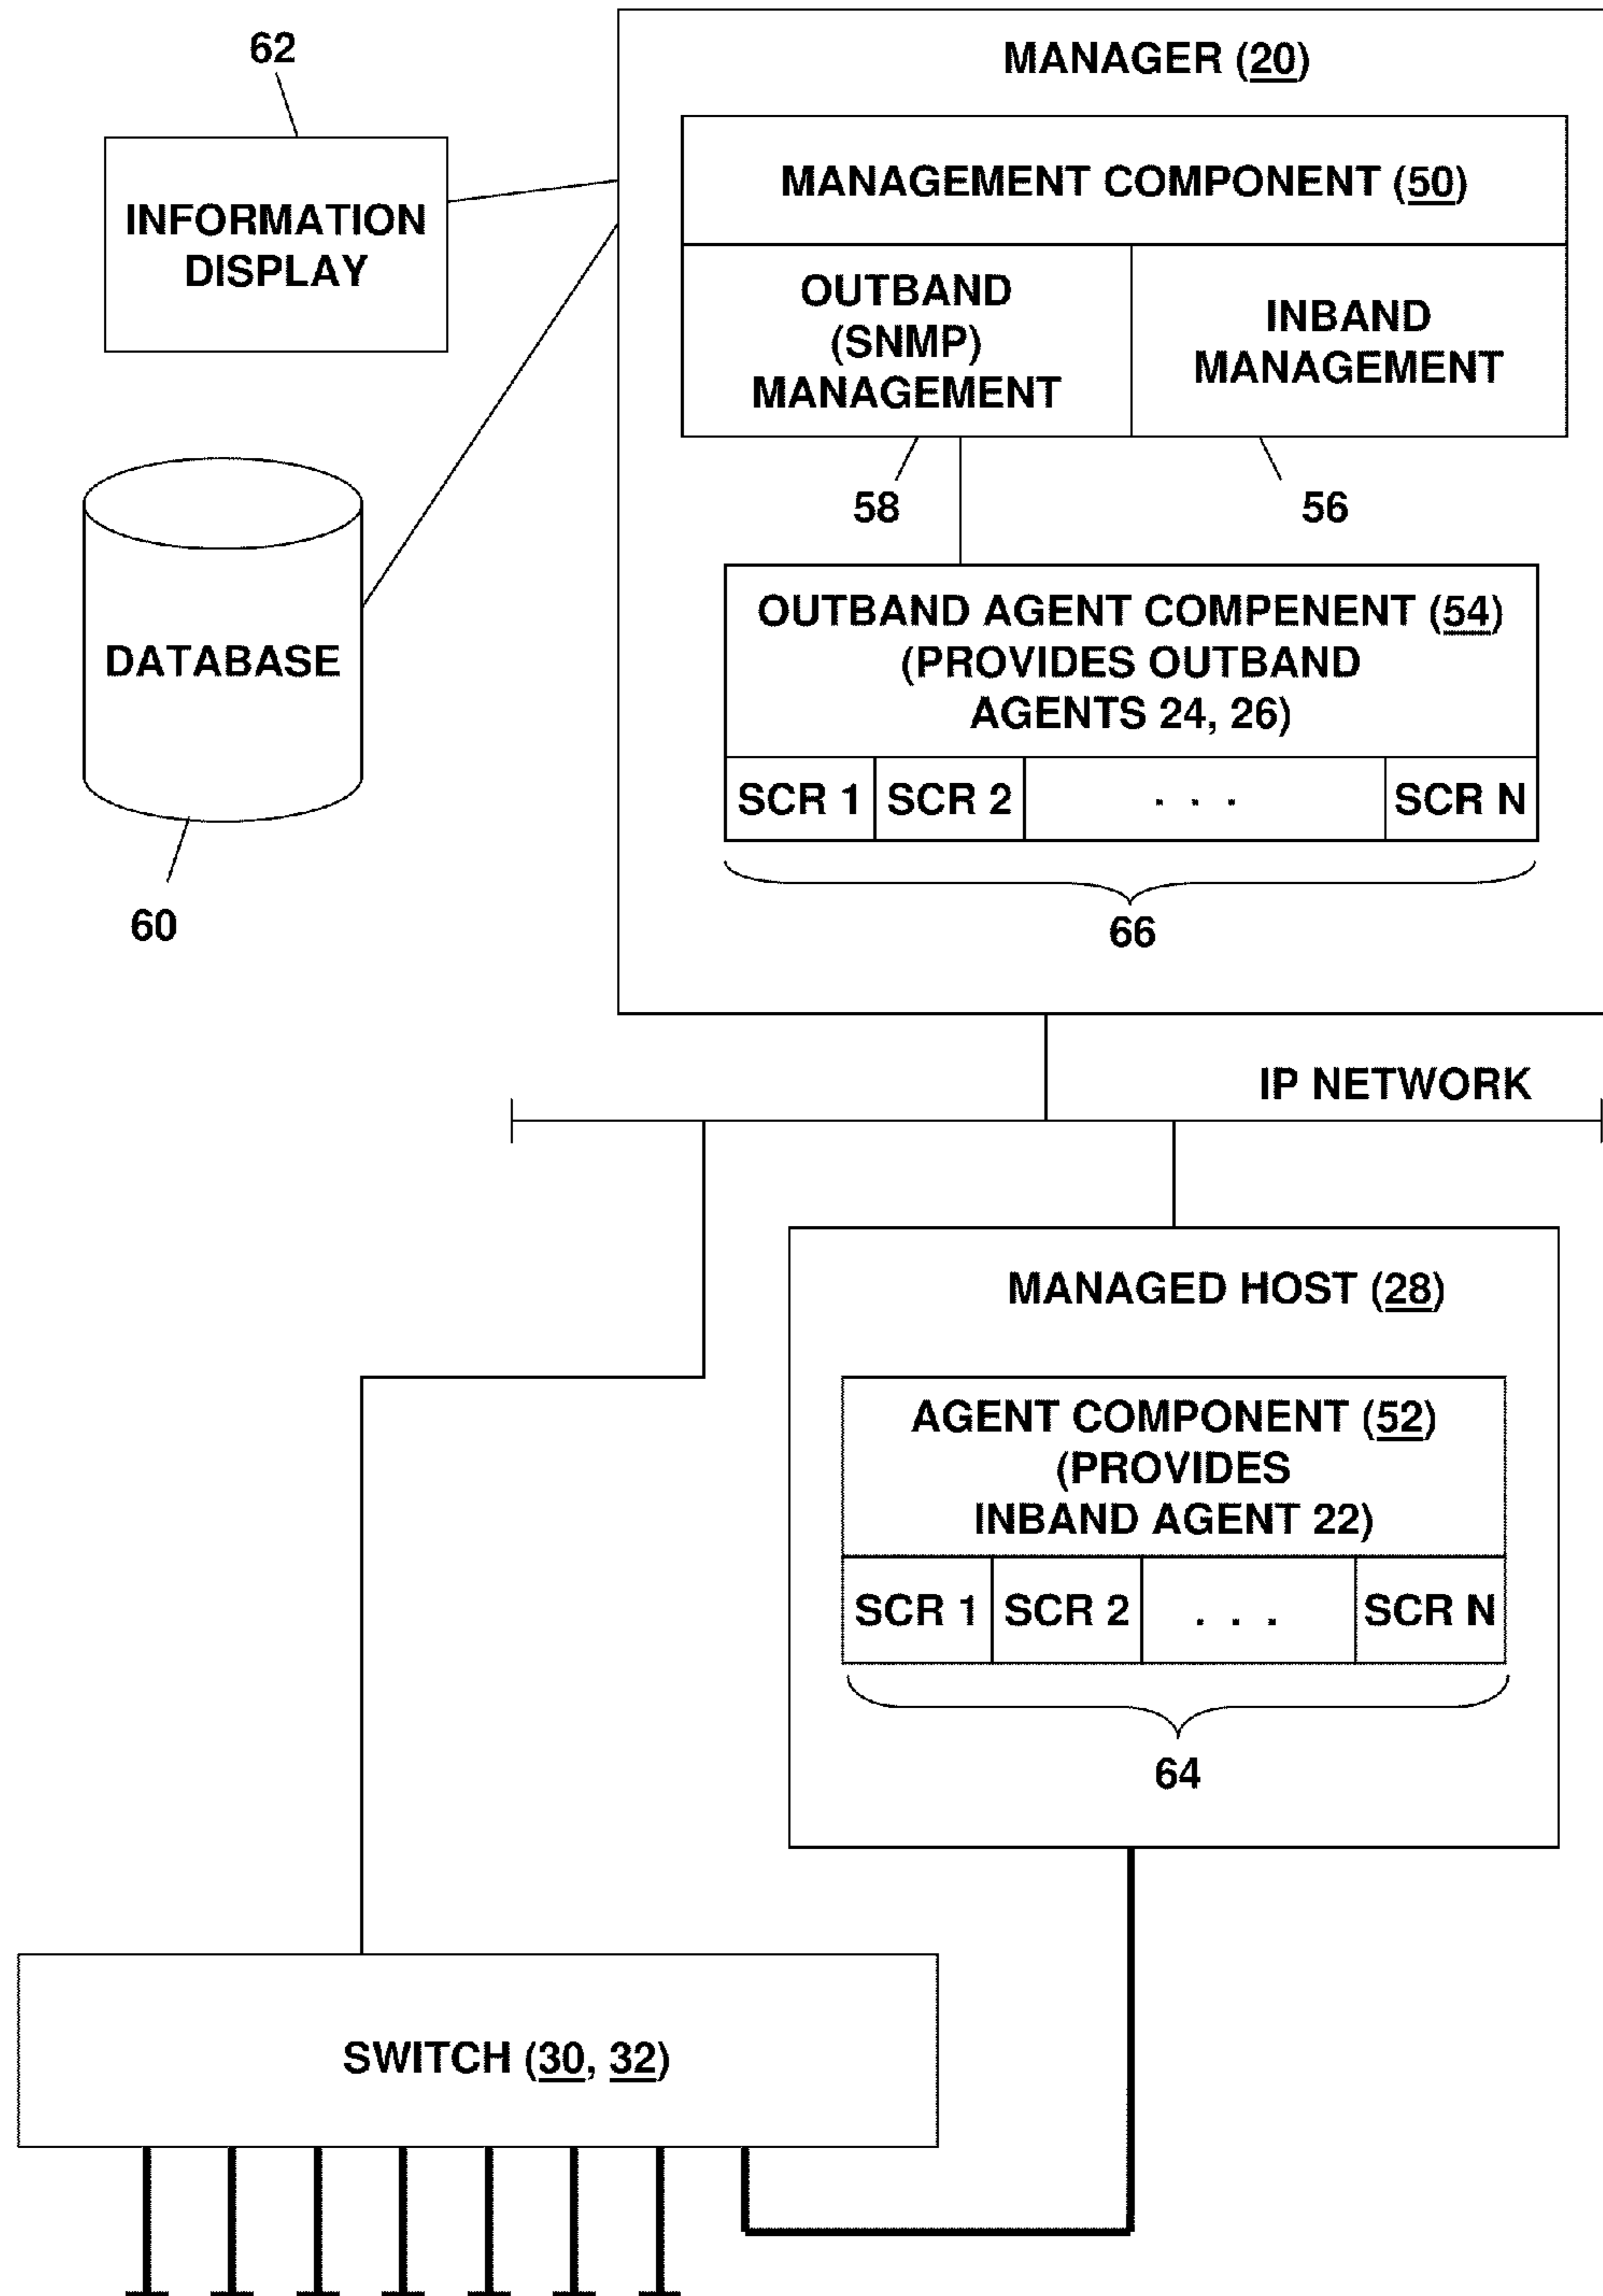 62
MANAGER (20)
INFORMATION
DISPLAY
MANAGEMENT COMPONENT (50)
OUTBAND
(SNMP)
MANAGEMENT
INBAND
MANAGEMENT
58
56
DATABASE
60
OUTBAND AGENT COMPENENT (54)
(PROVIDES OUTBAND
AGENTS 24, 26)
SCR 1
SCR 2
. . .
SCR N
66
IP NETWORK
MANAGED HOST (28)
AGENT COMPONENT (52)
(PROVIDES
INBAND AGENT 22)
SCR 1
SCR 2
. . .
SCR N
64
SWITCH (30, 32)